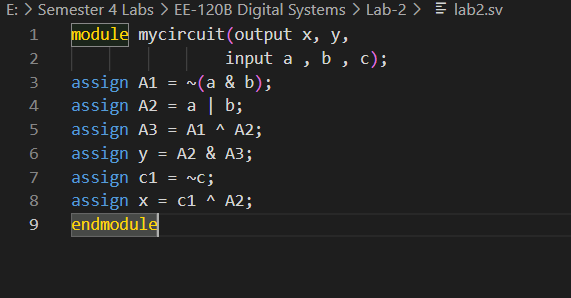 E: > Semester 4 Labs > EE-120B Digital Systems > Lab-2 > lab2.sv
1 module mycircuit(output x, y,
2 input a , b , c);
3 assign A1 = ~(a & b);
4 assign A2 = a | b;
5 assign A3 = A1 ^ A2;
6 assign y = A2 & A3;
7 assign c1 = ~c;
8 assign x = c1 ^ A2;
9 endmodule